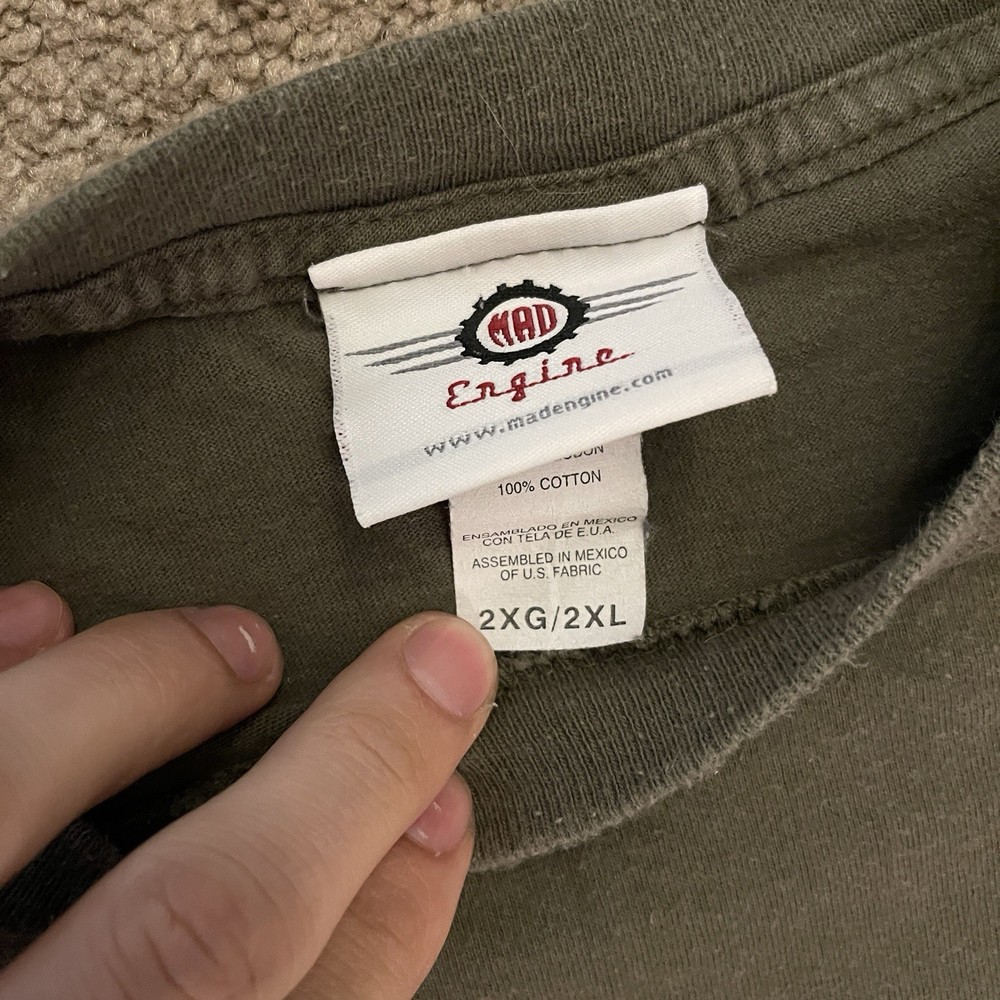 MAD
Engine
www.madengine.com
100% COTTON
ENSAMBLADO EN MEXICO
CON TELA DE E.U.A.
ASSEMBLED IN MEXICO
OF U.S. FABRIC
2XG/2XL